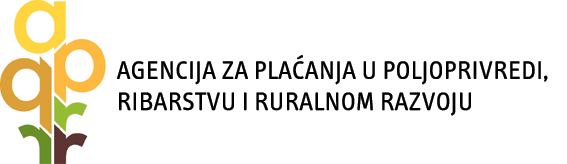 a
a p
r r
AGENCIJA ZA PLAĆANJA U POLJOPRIVREDI,
RIBARSTVU I RURALNOM RAZVOJU